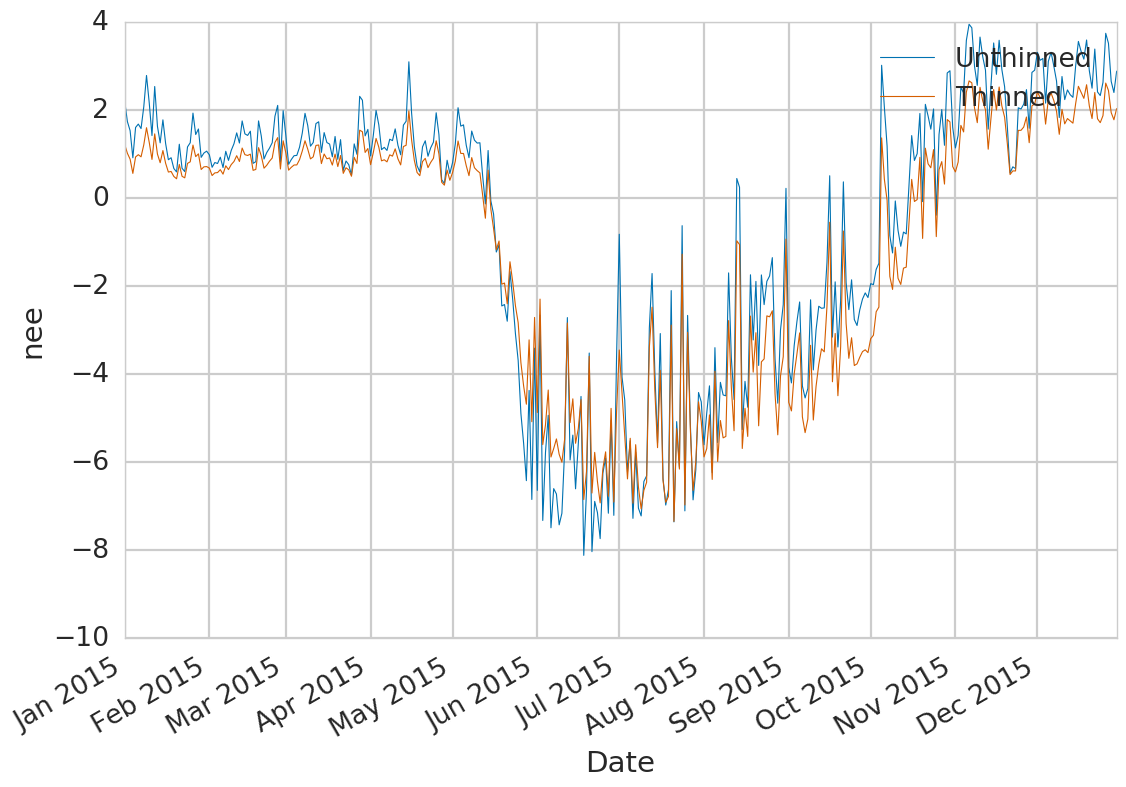 4
2
0
−2
−4
−6
−8
−10
nee
Unthinned
Thinned
Jan 2015
Feb 2015
Mar 2015
Apr 2015
May 2015
Jun 2015
Jul 2015
Aug 2015
Sep 2015
Oct 2015
Nov 2015
Dec 2015
Date